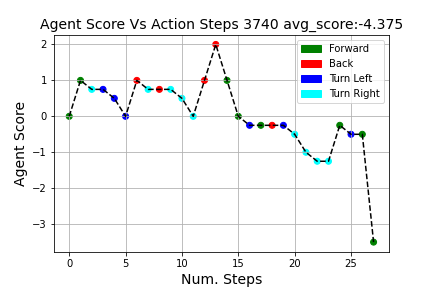 Agent Score Vs Action Steps 3740 avg_score:-4.375
Agent Score
2
1
0
−1
−2
−3
Forward
Back
Turn Left
Turn Right
0 5 10 15 20 25
Num. Steps